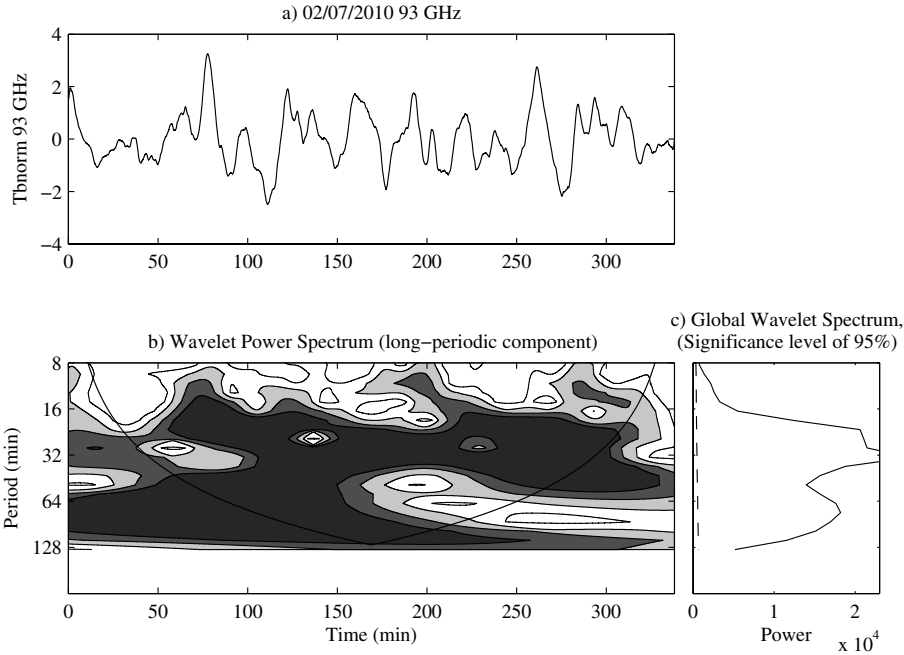 a) 02/07/2010 93 GHz
Tbnorm 93 GHz
4
2
0
−2
−4
0 50 100 150 200 250 300
b) Wavelet Power Spectrum (long−periodic component)
Period (min)
8
16
32
64
128
0 50 100 150 200 250 300
Time (min)
c) Global Wavelet Spectrum,
(Significance level of 95%)
0 1 2
Power
x 10^4